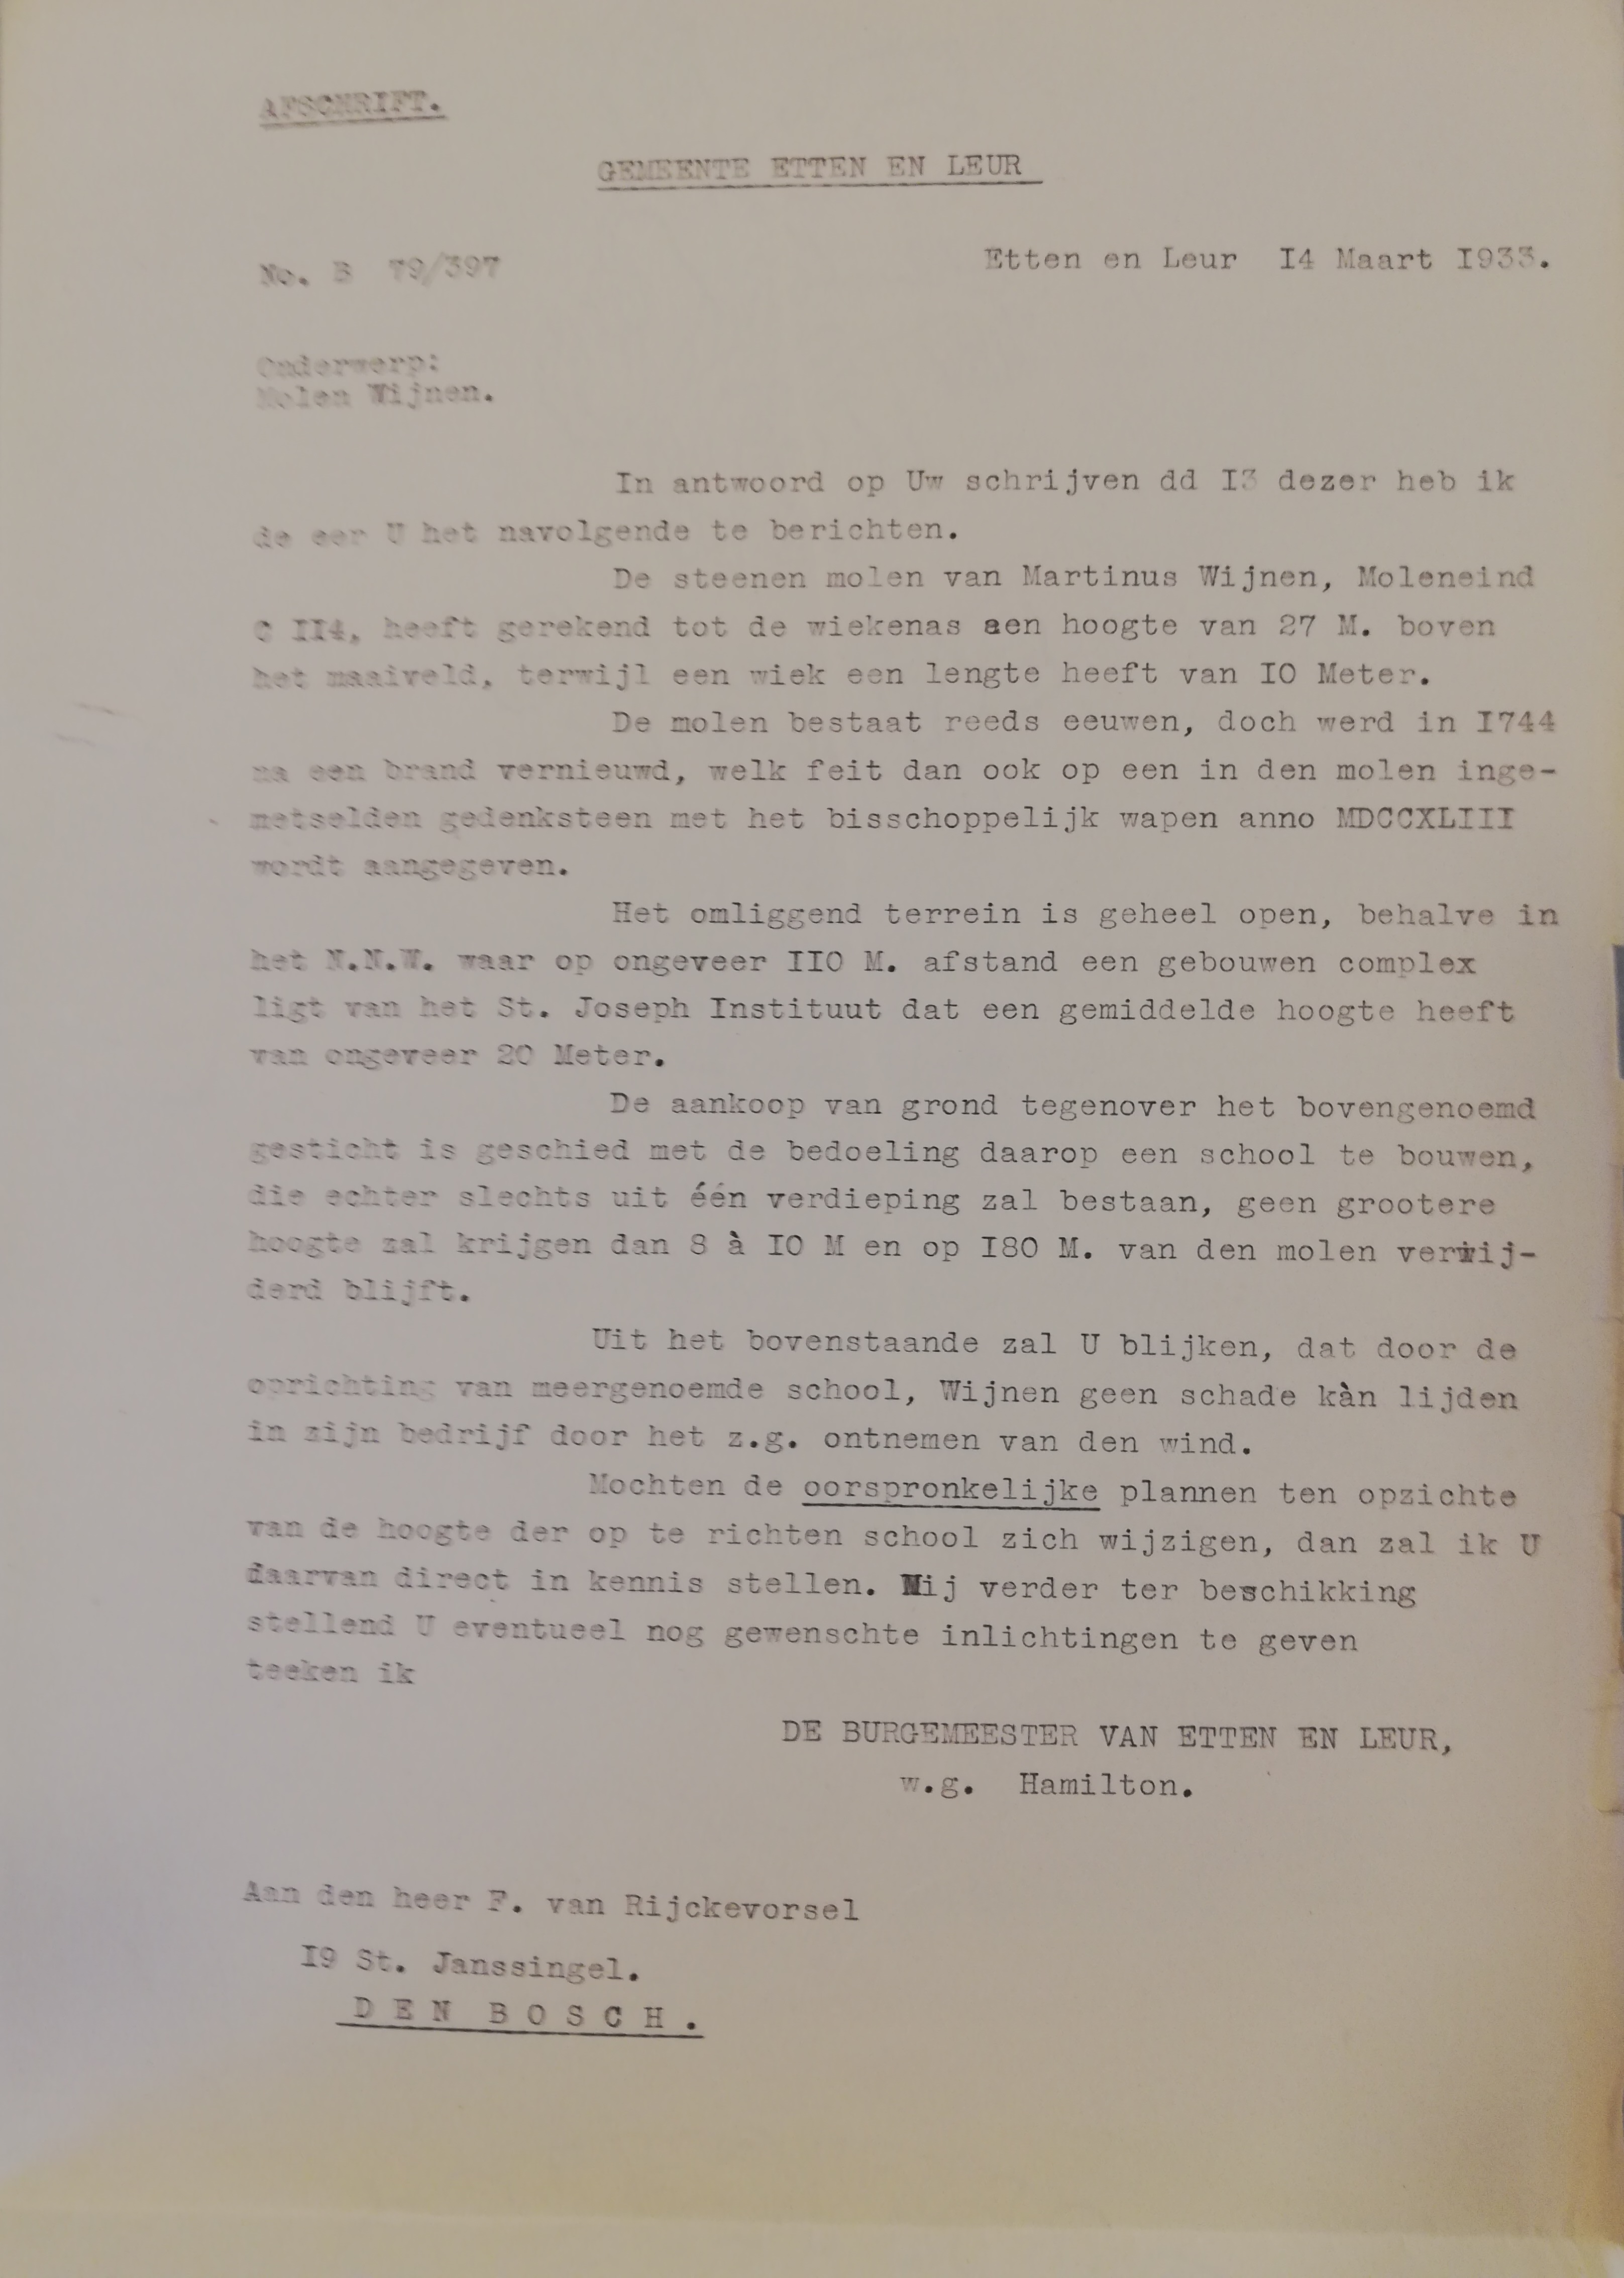 AFSCHRIFT.
GEMEENTE ETTEN EN LEUR
No. B 79/397
Etten en Leur I4 Maart I933.
Onderwerp:
Molen Wijnen.
In antwoord op Uw schrijven dd I3 dezer heb ik
de eer U het navolgende te berichten.
De steenen molen van Martinus Wijnen, Moleneind
C II4, heeft gerekend tot de wiekenas een hoogte van 27 M. boven
het maaiveld, terwijl een wiek een lengte heeft van IO Meter.
De molen bestaat reeds eeuwen, doch werd in I744
na een brand vernieuwd, welk feit dan ook op een in den molen inge-
metselden gedenksteen met het bisschoppelijk wapen anno MDCCXLIII
wordt aangegeven.
Het omliggend terrein is geheel open, behalve in
het N.N.W. waar op ongeveer IIO M. afstand een gebouwen complex
ligt van het St. Joseph Instituut dat een gemiddelde hoogte heeft
van ongeveer 20 Meter.
De aankoop van grond tegenover het bovengenoemd
gesticht is geschied met de bedoeling daarop een school te bouwen,
die echter slechts uit één verdieping zal bestaan, geen grootere
hoogte zal krijgen dan 8 à IO M en op I80 M. van den molen verwij-
derd blijft.
Uit het bovenstaande zal U blijken, dat door de
oprichting van meergenoemde school, Wijnen geen schade kàn lijden
in zijn bedrijf door het z.g. ontnemen van den wind.
Mochten de oorspronkelijke plannen ten opzichte
van de hoogte der op te richten school zich wijzigen, dan zal ik U
daarvan direct in kennis stellen. Mij verder ter beschikking
stellend U eventueel nog gewenschte inlichtingen te geven
teeken ik
DE BURGEMEESTER VAN ETTEN EN LEUR,
w.g. Hamilton.
Aan den heer F. van Rijckevorsel
I9 St. Janssingel.
D E N B O S C H .